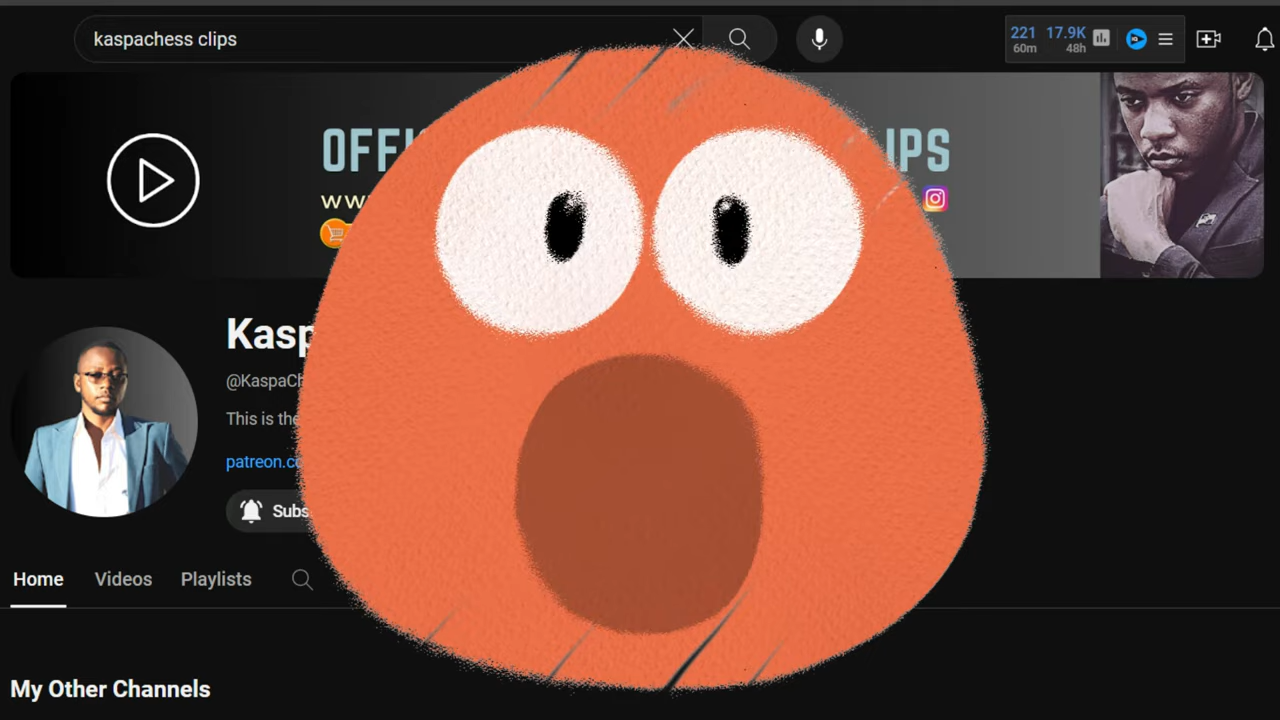 kaspachess clips
221 17.9K
60m 48h
OFFI IPS
WW
Kasp
@KaspaCh
This is the
patreon.co
Subs
Home Videos Playlists
My Other Channels